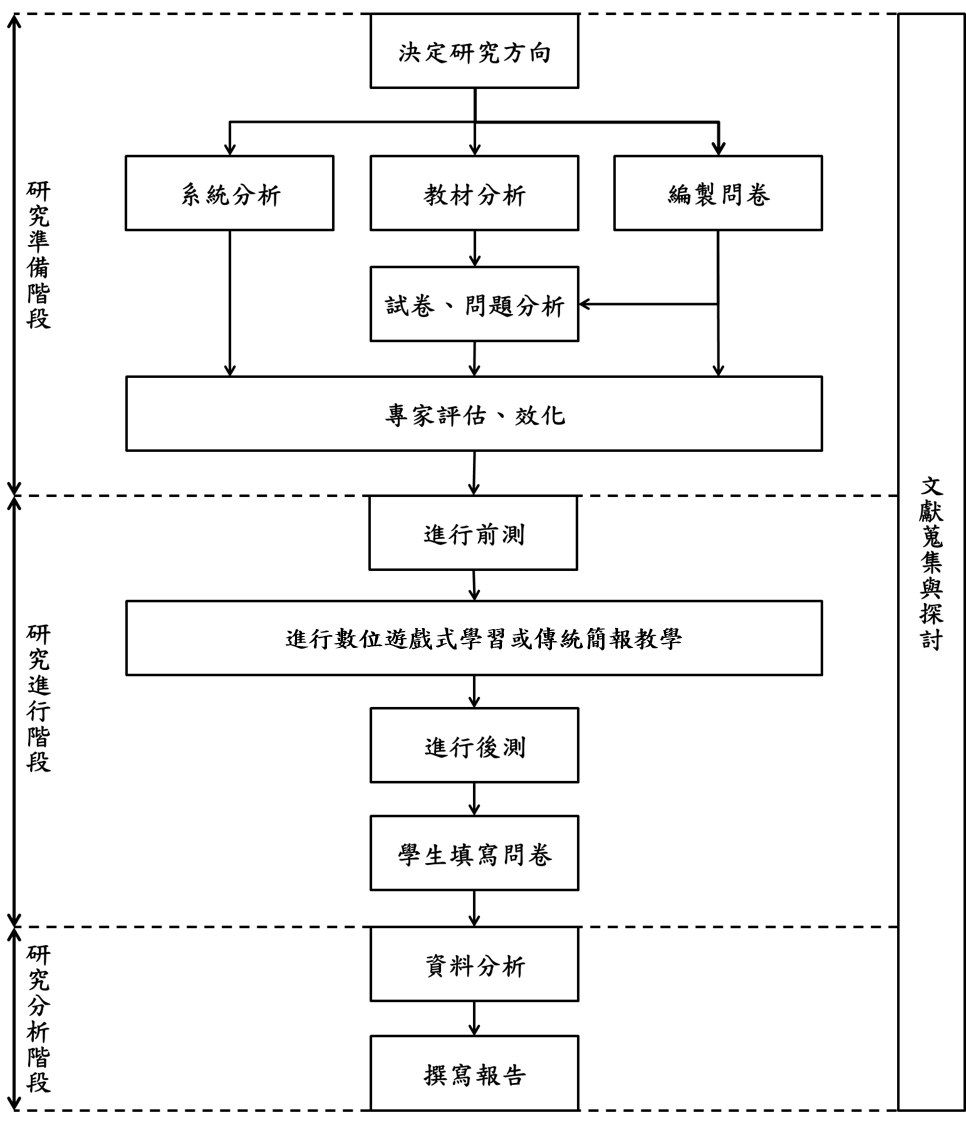 決定研究方向
系統分析
教材分析
編製問卷
試卷、問題分析
專家評估、效化
研究準備階段
進行前測
進行數位遊戲式學習或傳統簡報教學
進行後測
學生填寫問卷
研究進行階段
資料分析
撰寫報告
研究分析階段
文獻蒐集與探討